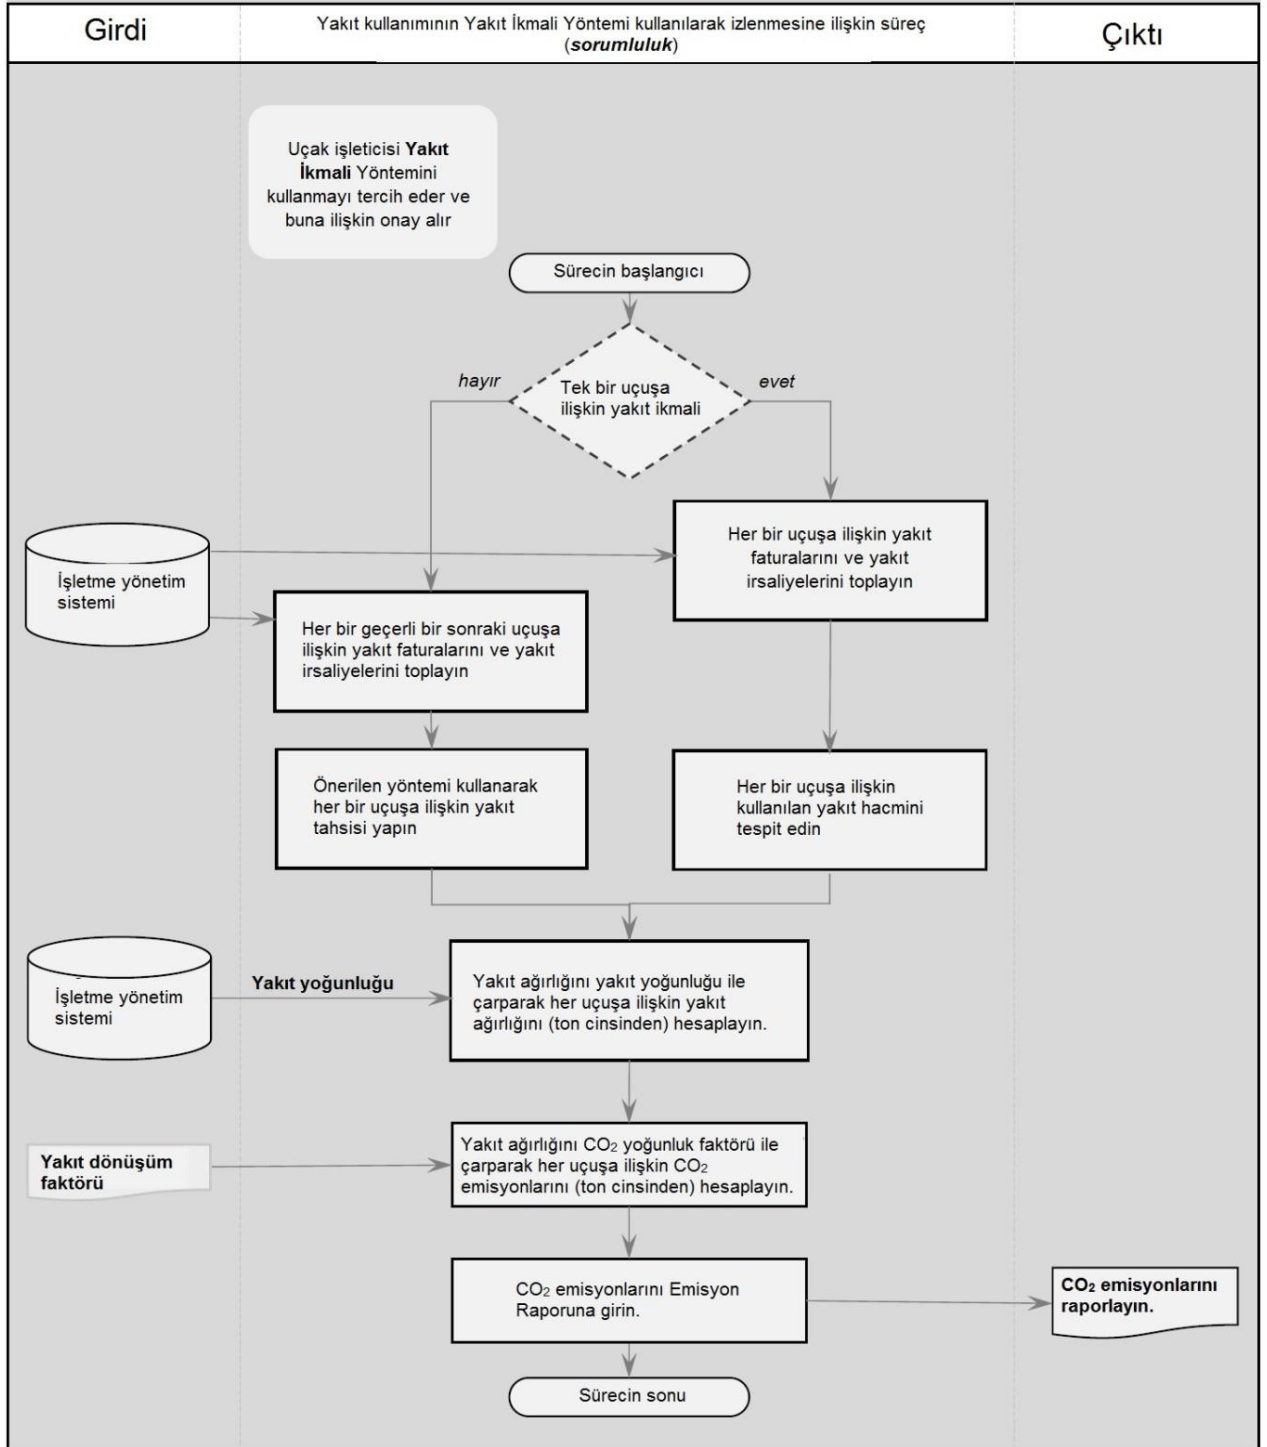 Girdi
Yakıt kullanımının Yakıt İkmali Yöntemi kullanılarak izlenmesine ilişkin süreç
(sorumluluk)
Çıktı
Uçak işleticisi Yakıt
İkmali Yöntemini
kullanmayı tercih eder ve
buna ilişkin onay alır
Sürecin başlangıcı
hayır
Tek bir uçuşa
ilişkin yakıt ikmali
evet
Her bir uçuşa ilişkin yakıt
faturalarını ve yakıt
irsaliyelerini toplayın
İşletme yönetim
sistemi
Her bir geçerli bir sonraki uçuşa
ilişkin yakıt faturalarını ve yakıt
irsaliyelerini toplayın
Önerilen yöntemi kullanarak
her bir uçuşa ilişkin yakıt
tahsisi yapın
Her bir uçuşa ilişkin
kullanılan yakıt hacmini
tespit edin
İşletme yönetim
sistemi
Yakıt yoğunluğu
Yakıt ağırlığını yakıt yoğunluğu ile
çarparak her uçuşa ilişkin yakıt
ağırlığını (ton cinsinden) hesaplayın.
Yakıt dönüşüm
faktörü
Yakıt ağırlığını CO₂ yoğunluk faktörü ile
çarparak her uçuşa ilişkin CO₂
emisyonlarını (ton cinsinden) hesaplayın.
CO₂ emisyonlarını Emisyon
Raporuna girin.
CO₂ emisyonlarını
raporlayın.
Sürecin sonu